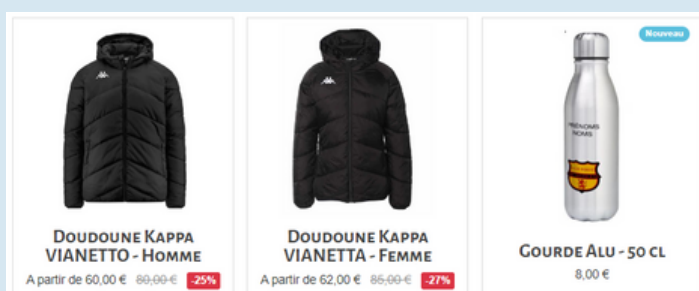 DOUDOUNE KAPPA
VIANETTO - HOMME
A partir de 60,00 € 80,00 € -25%
DOUDOUNE KAPPA
VIANETTA - FEMME
A partir de 62,00 € 85,00 € -27%
Nouveau
PRENOMS
NOMS
GOURDE ALU - 50 CL
8,00 €